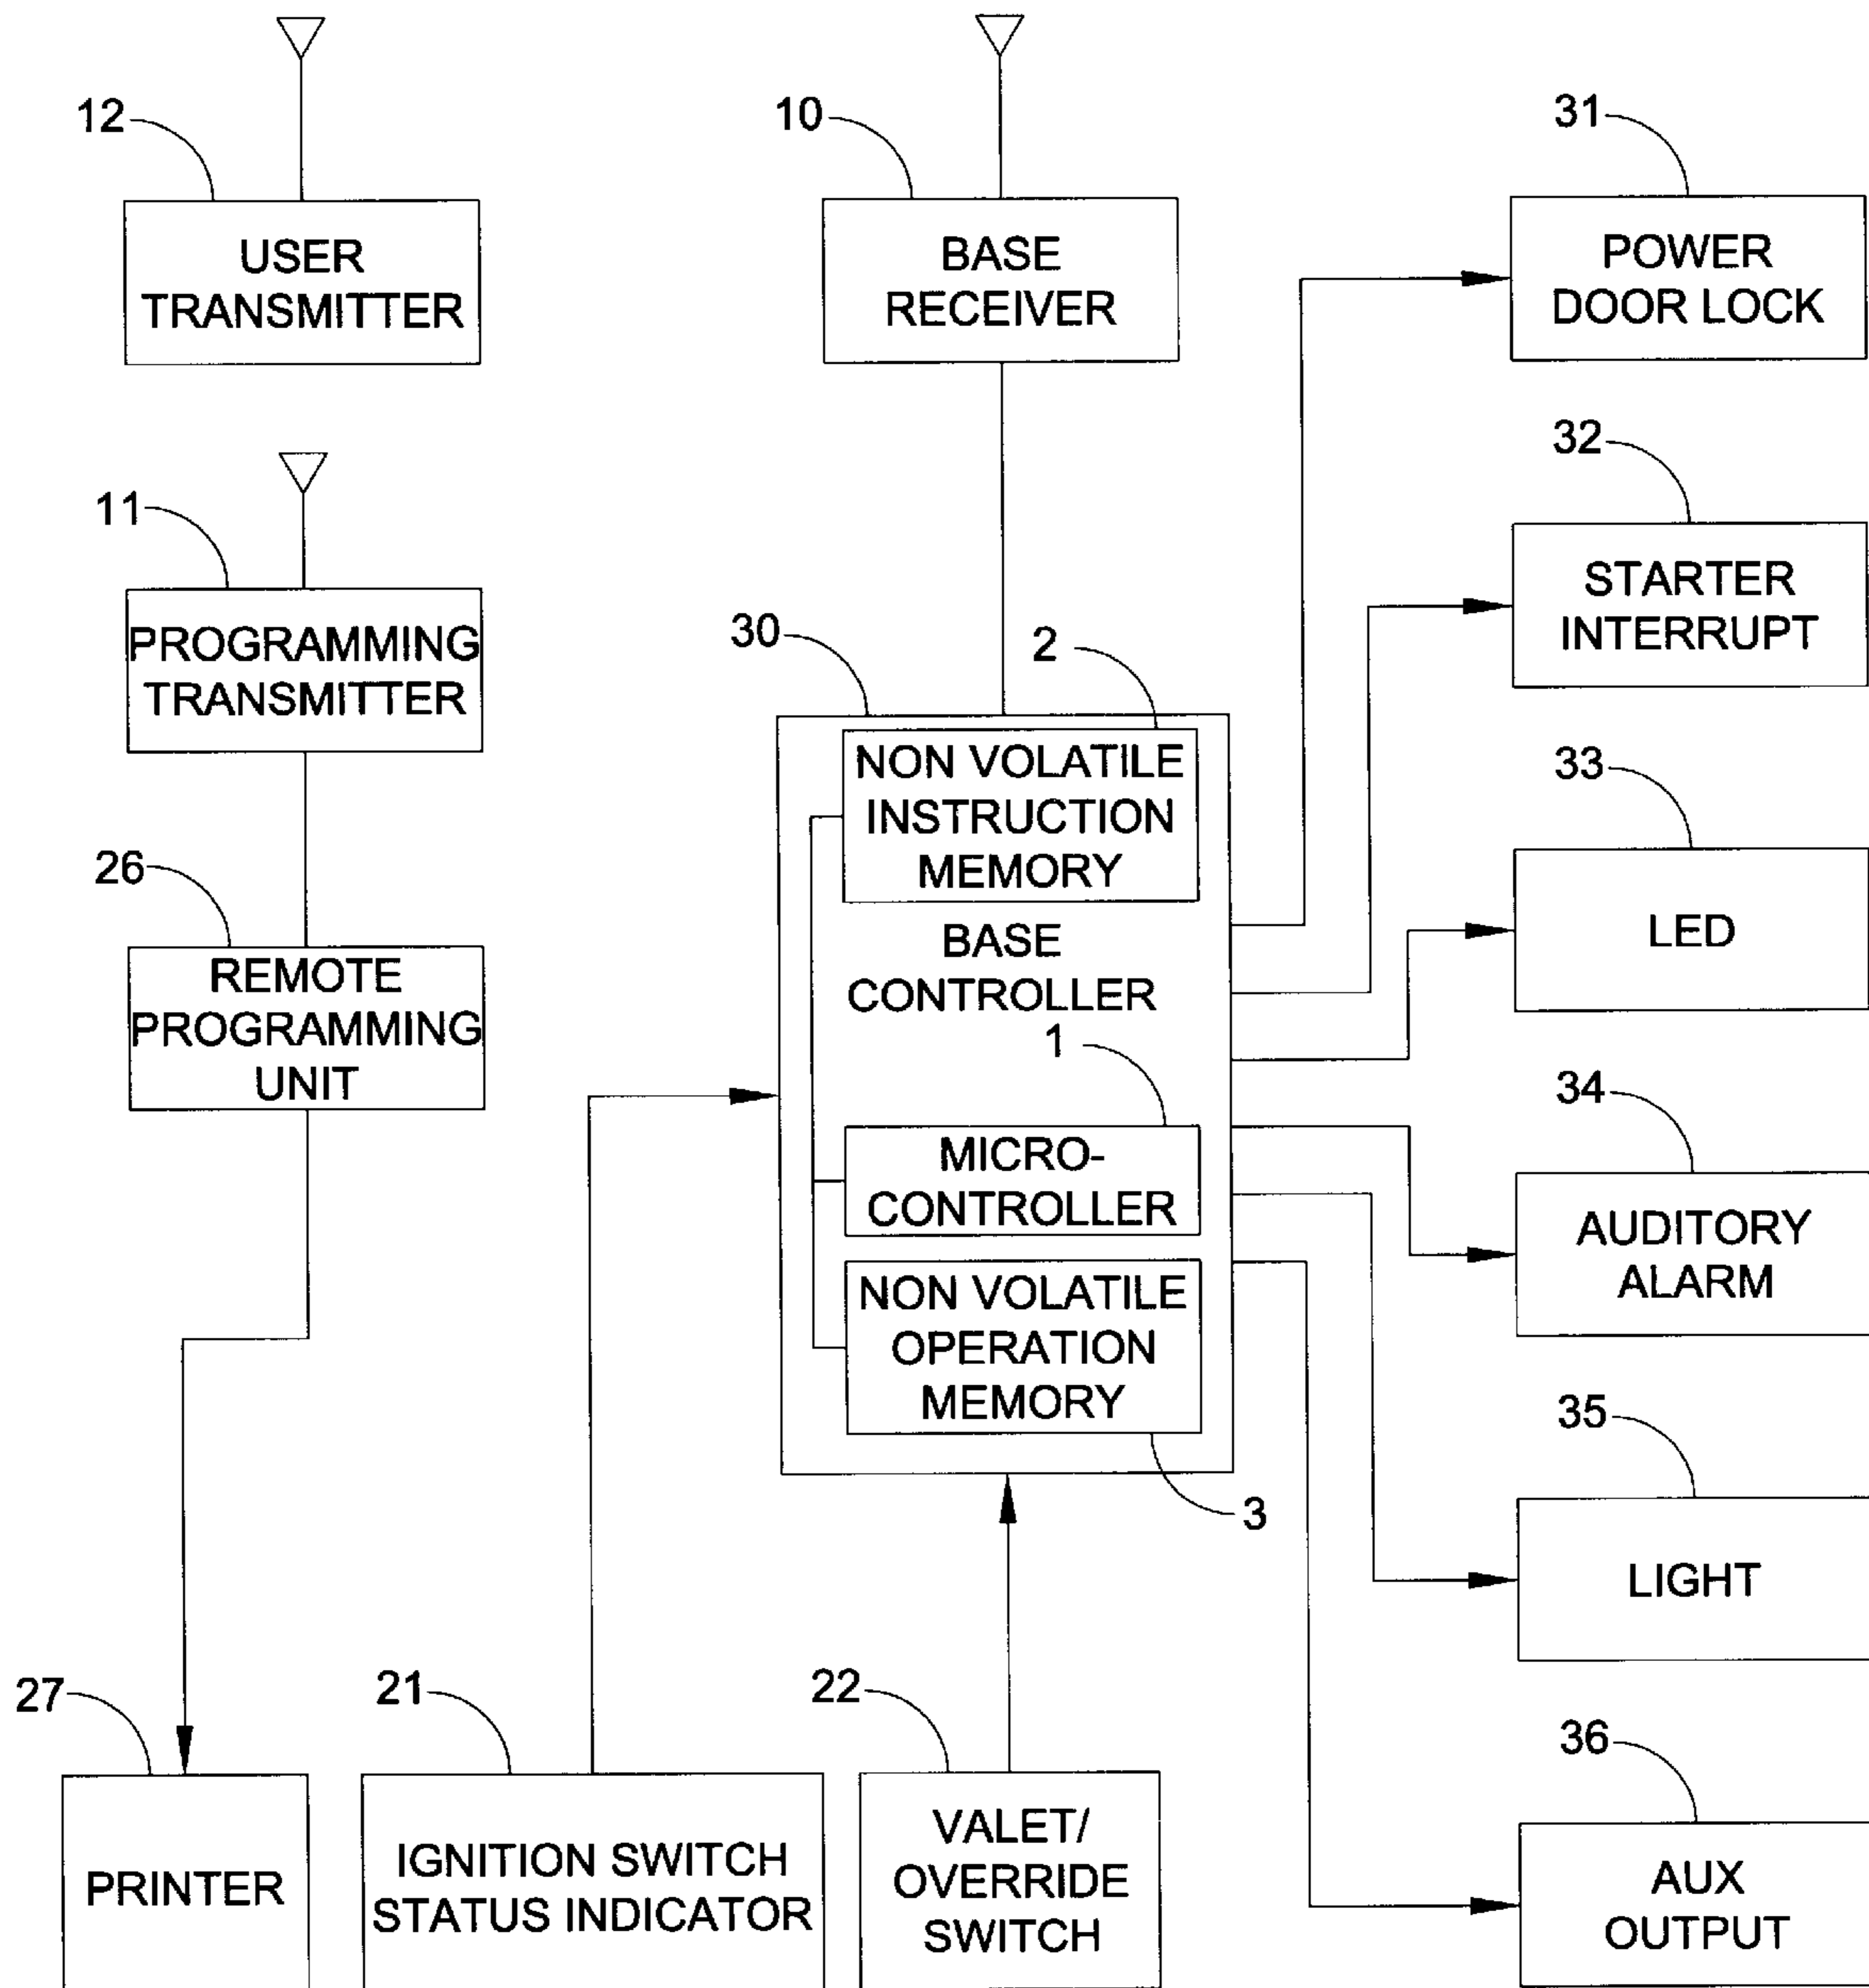 12
USER
TRANSMITTER
10
BASE
RECEIVER
31
POWER
DOOR LOCK
11
PROGRAMMING
TRANSMITTER
32
STARTER
INTERRUPT
30
2
NON VOLATILE
INSTRUCTION
MEMORY
BASE
CONTROLLER
1
MICRO-
CONTROLLER
NON VOLATILE
OPERATION
MEMORY
3
26
REMOTE
PROGRAMMING
UNIT
33
LED
34
AUDITORY
ALARM
35
LIGHT
27
PRINTER
21
IGNITION SWITCH
STATUS INDICATOR
22
VALET/
OVERRIDE
SWITCH
36
AUX
OUTPUT